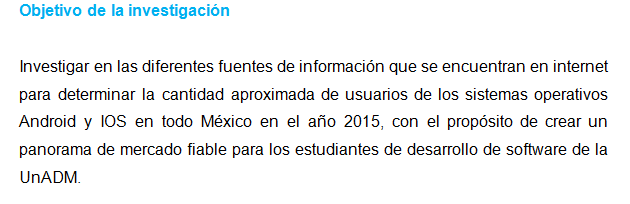 Objetivo de la investigación
Investigar en las diferentes fuentes de información que se encuentran en internet
para determinar la cantidad aproximada de usuarios de los sistemas operativos
Android y IOS en todo México en el año 2015, con el propósito de crear un
panorama de mercado fiable para los estudiantes de desarrollo de software de la
UnADM.